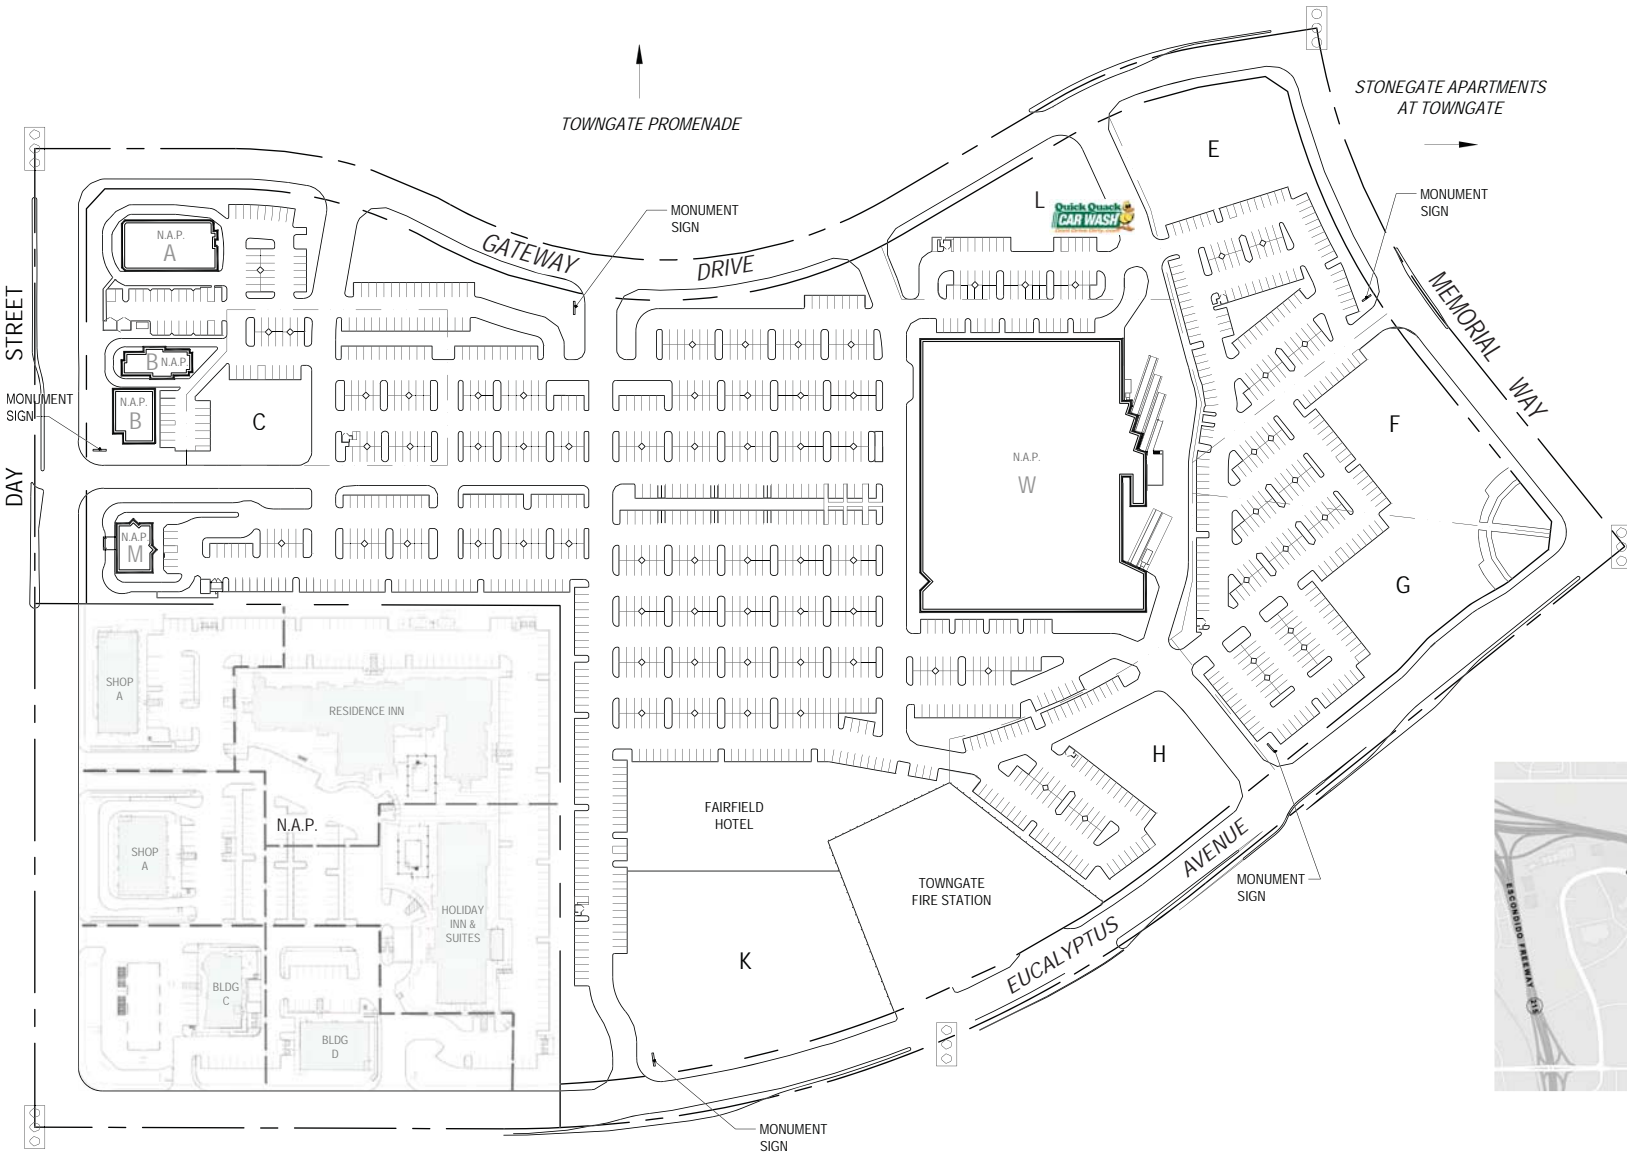 STONEGATE APARTMENTS
AT TOWNGATE
TOWNGATE PROMENADE
E
MONUMENT
SIGN
L
Quick Quack
CAR WASH
MONUMENT
SIGN
N.A.P.
A
GATEWAY
DRIVE
MEMORIAL
WAY
DAY STREET
B N.A.P.
MONUMENT
SIGN
N.A.P.
B
C
F
N.A.P.
W
N.A.P.
M
G
SHOP
A
RESIDENCE INN
H
FAIRFIELD
HOTEL
N.A.P.
SHOP
A
EUCALYPTUS
AVENUE
MONUMENT
SIGN
TOWNGATE
FIRE STATION
HOLIDAY
INN &
SUITES
K
BLDG
C
BLDG
D
MONUMENT
SIGN
ESCONDIDO FREEWAY
215